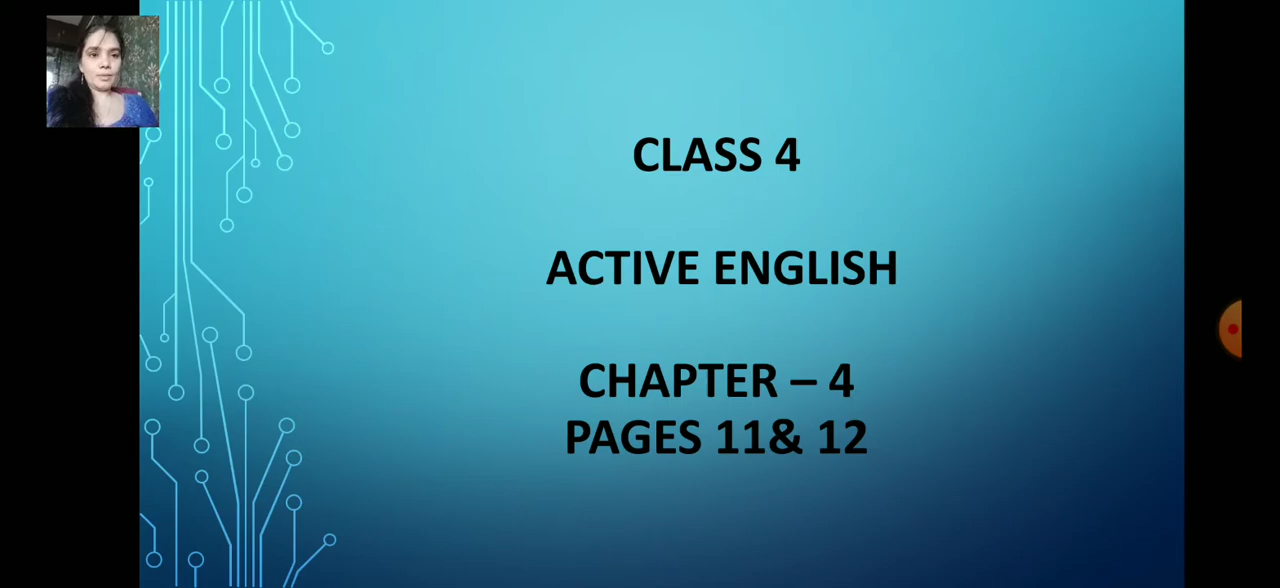 CLASS 4
ACTIVE ENGLISH
CHAPTER – 4
PAGES 11& 12